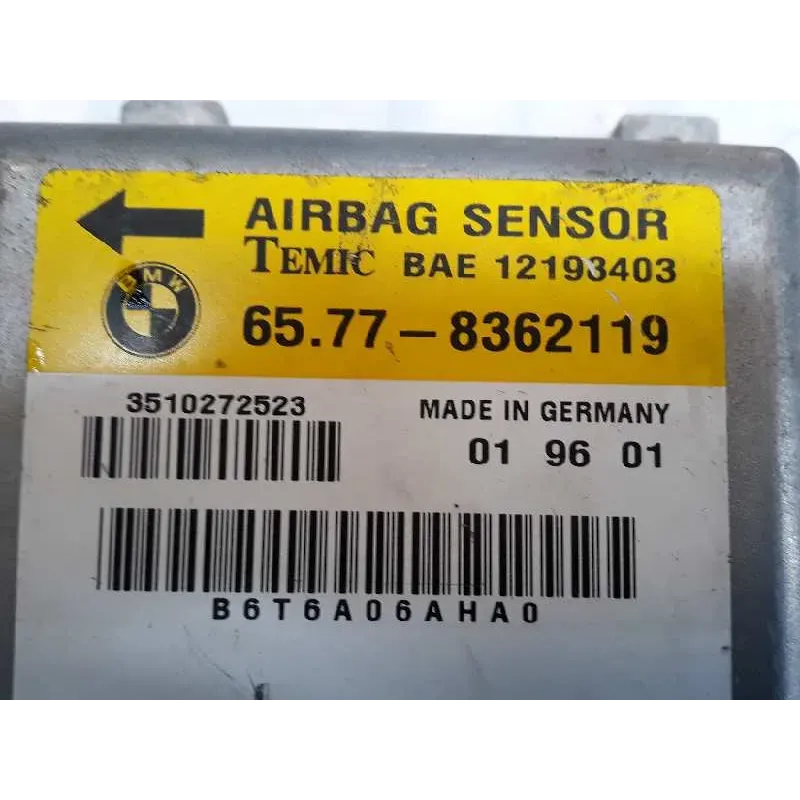 AIRBAG SENSOR
TEMIC BAE 12193403
BMW
65.77-8362119
3510272523
MADE IN GERMANY
01 96 01
B6T6A06AHA0